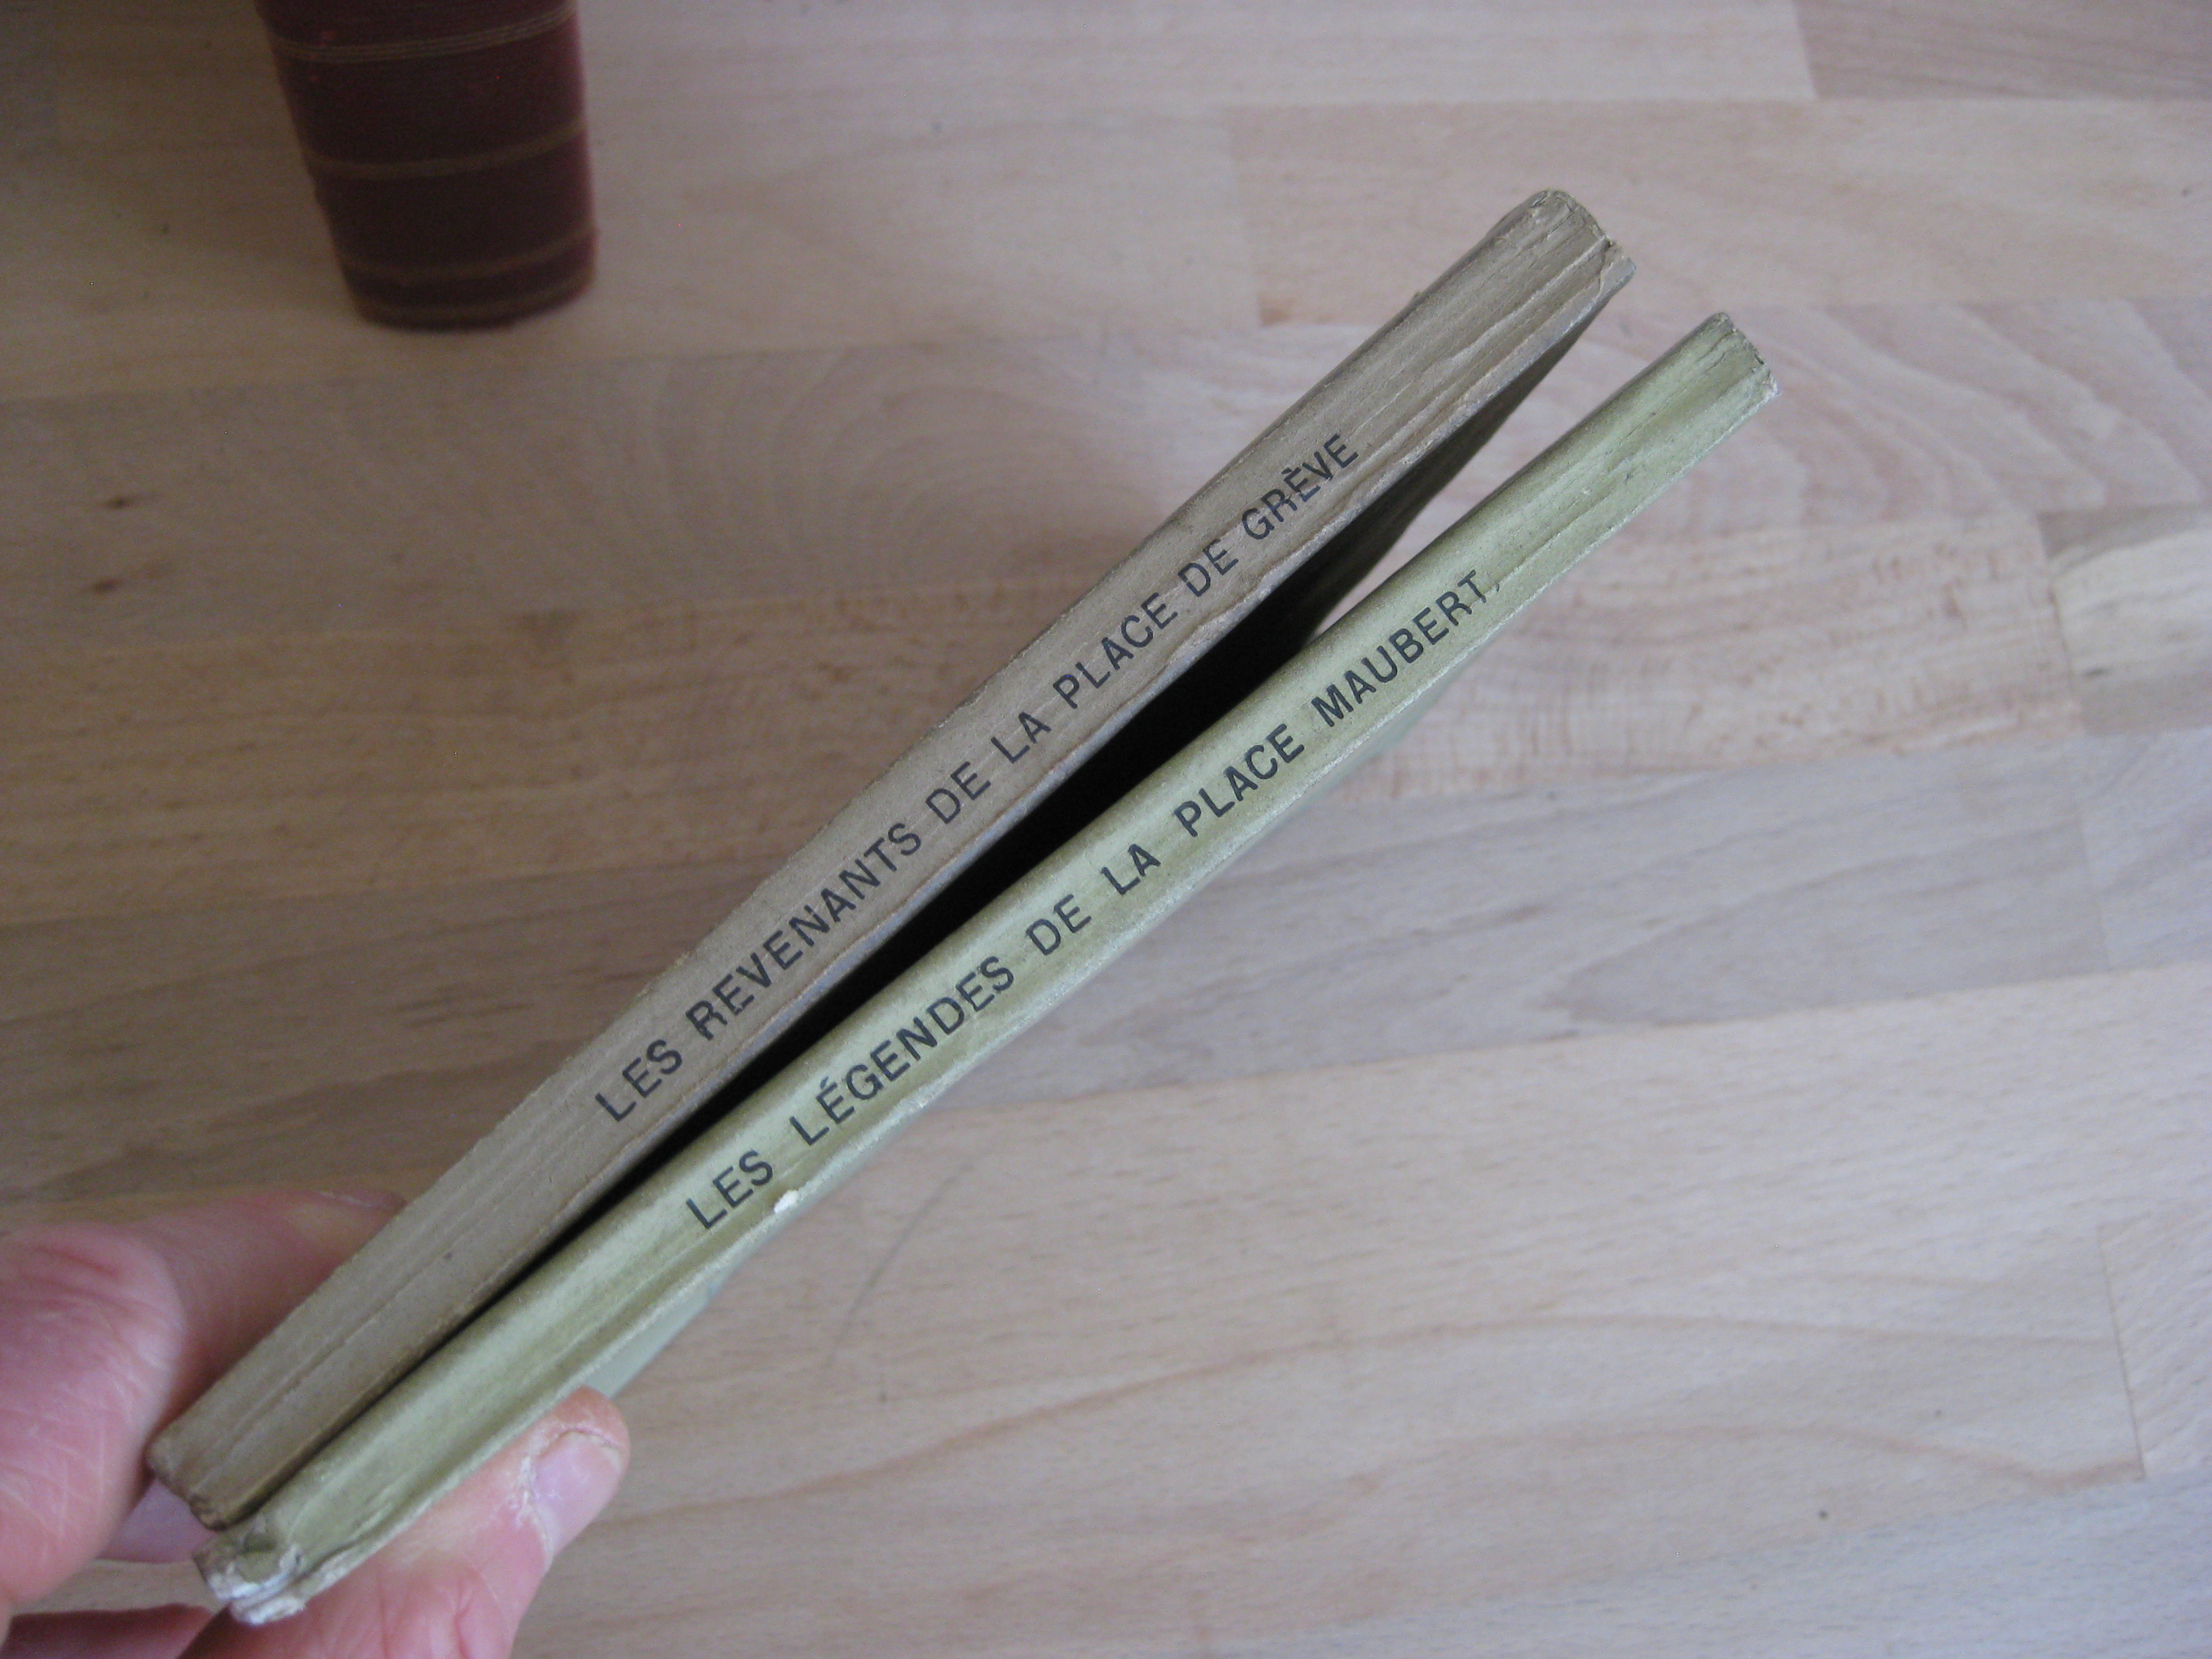 LES REVENANTS DE LA PLACE DE GRÈVE
LES LÉGENDES DE LA PLACE MAUBERT.